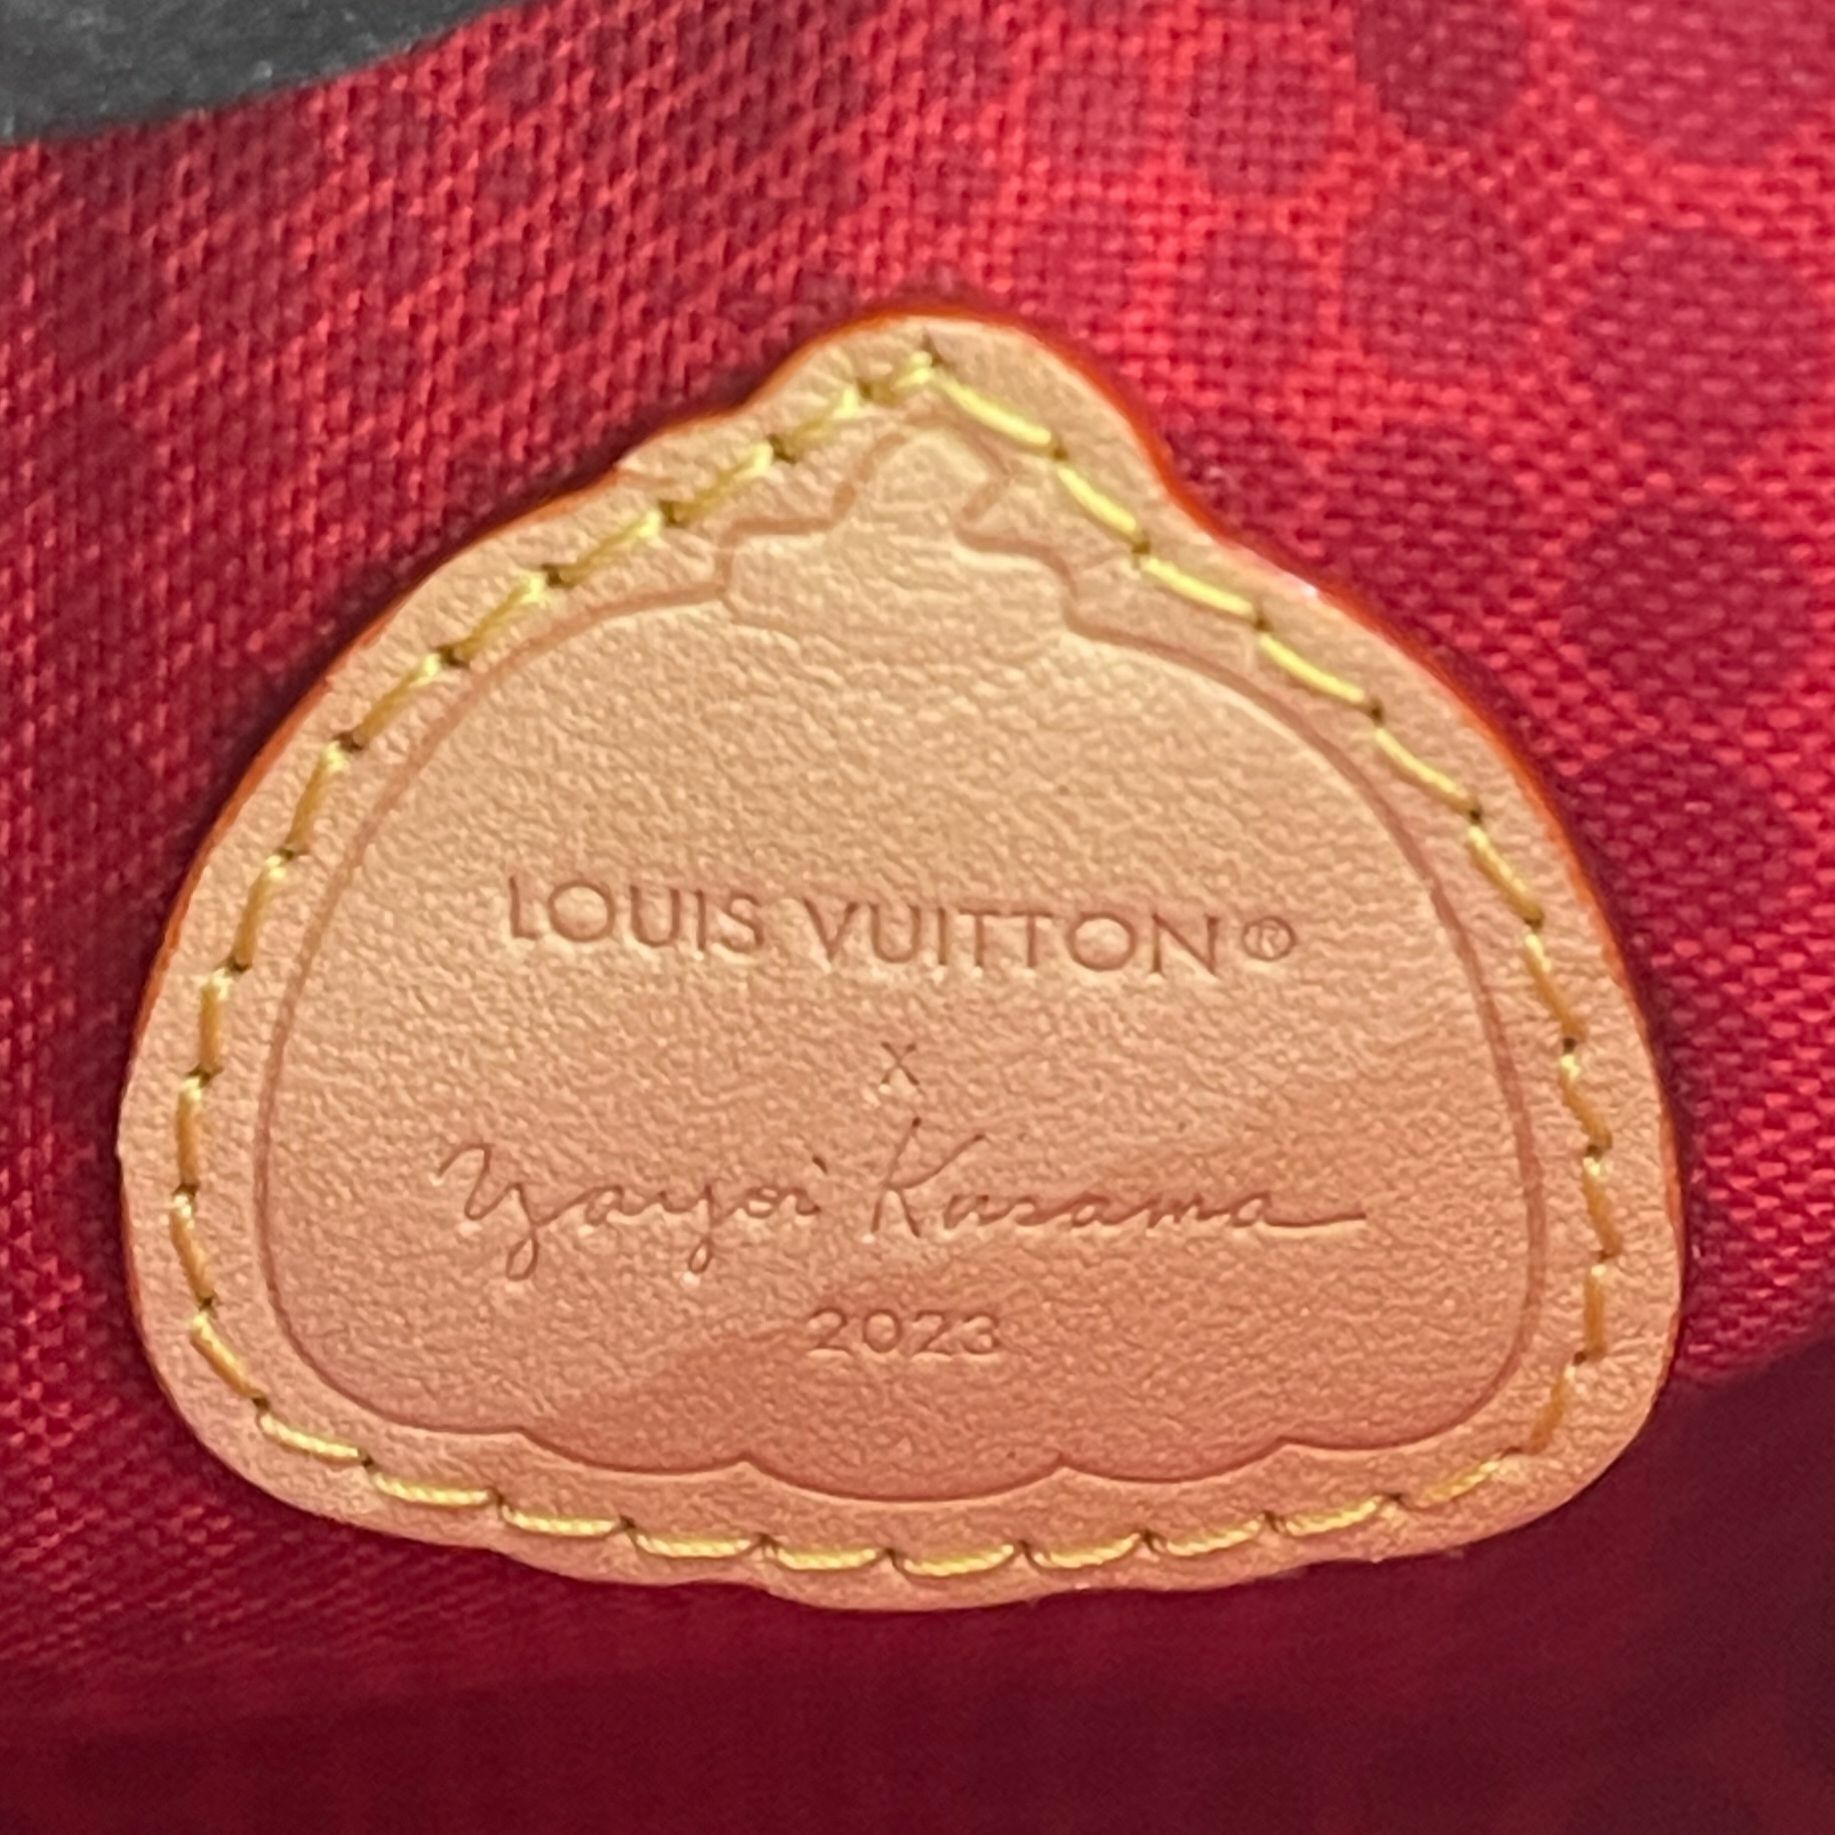 LOUIS VUITTON®
x
Yayoi Kusama
2023